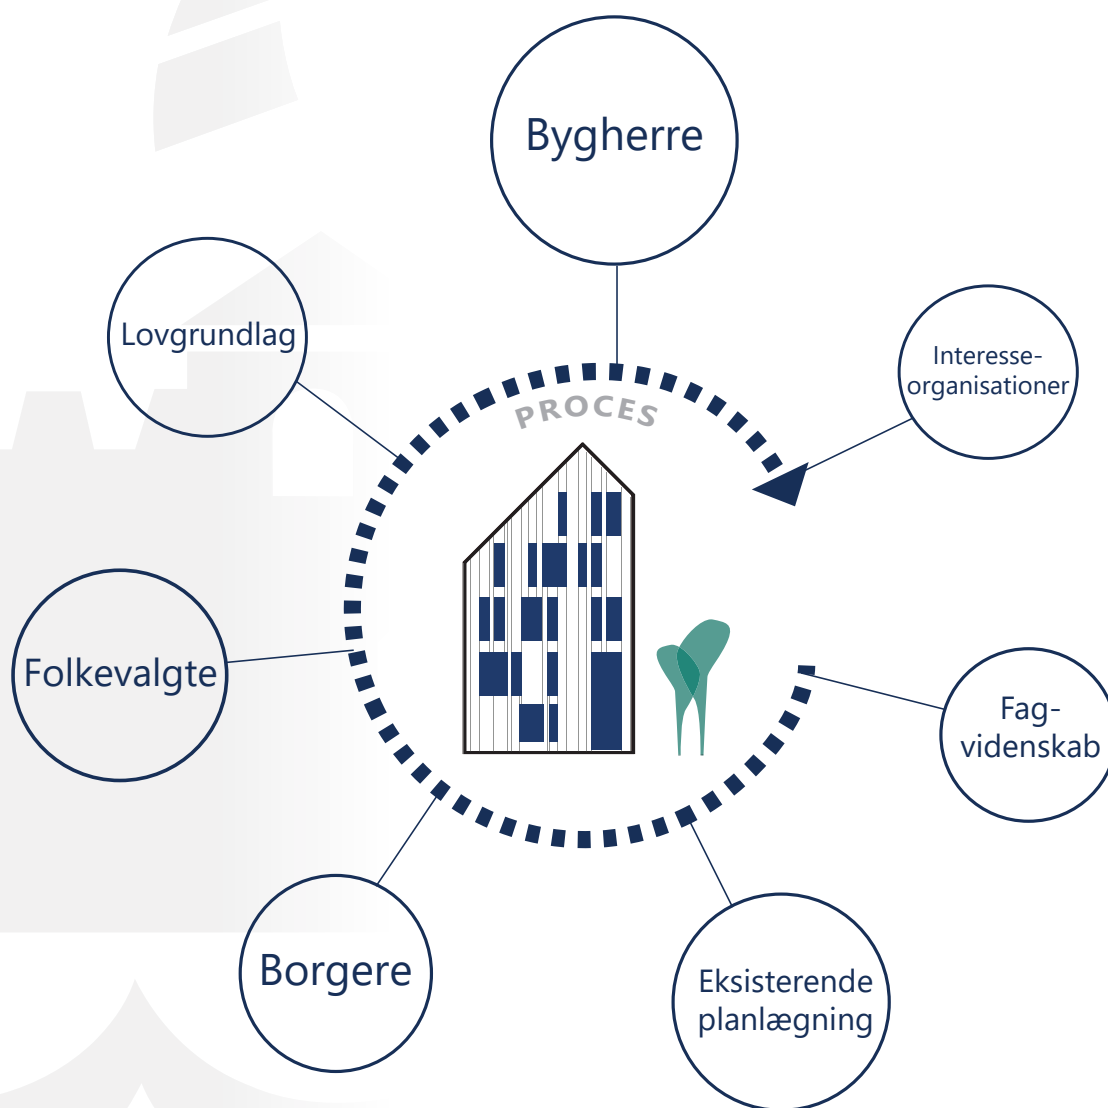 Bygherre
Lovgrundlag
Interesse-
organisationer
PROCES
Folkevalgte
Fag-
videnskab
Borgere
Eksisterende
planlægning